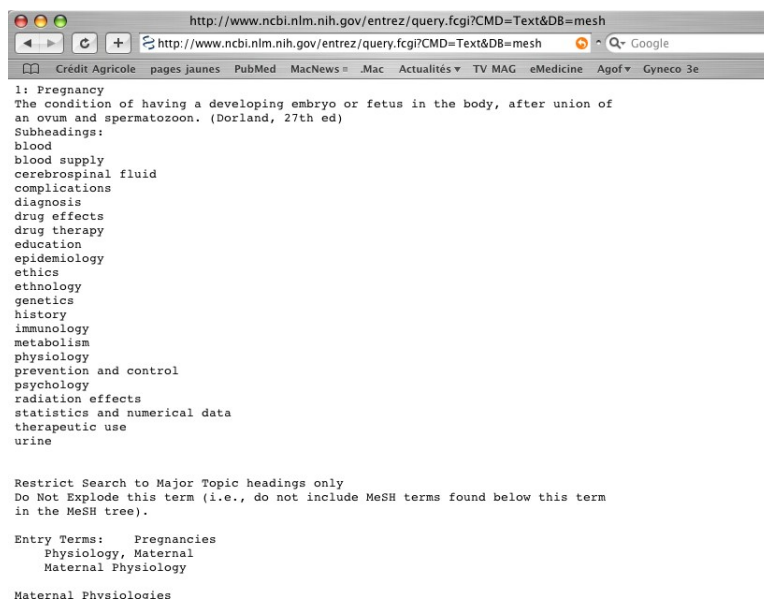 http://www.ncbi.nlm.nih.gov/entrez/query.fcgi?CMD=Text&DB=mesh
http://www.ncbi.nlm.nih.gov/entrez/query.fcgi?CMD=Text&DB=mesh Google
Crédit Agricole pages jaunes PubMed MacNews .Mac Actualités TV MAG eMedicine Agof Gyneco 3e
1: Pregnancy
The condition of having a developing embryo or fetus in the body, after union of
an ovum and spermatozoon. (Dorland, 27th ed)
Subheadings:
blood
blood supply
cerebrospinal fluid
complications
diagnosis
drug effects
drug therapy
education
epidemiology
ethics
ethnology
genetics
history
immunology
metabolism
physiology
prevention and control
psychology
radiation effects
statistics and numerical data
therapeutic use
urine
Restrict Search to Major Topic headings only
Do Not Explode this term (i.e., do not include MeSH terms found below this term
in the MeSH tree).
Entry Terms: Pregnancies
Physiology, Maternal
Maternal Physiology
Maternal Physiologies